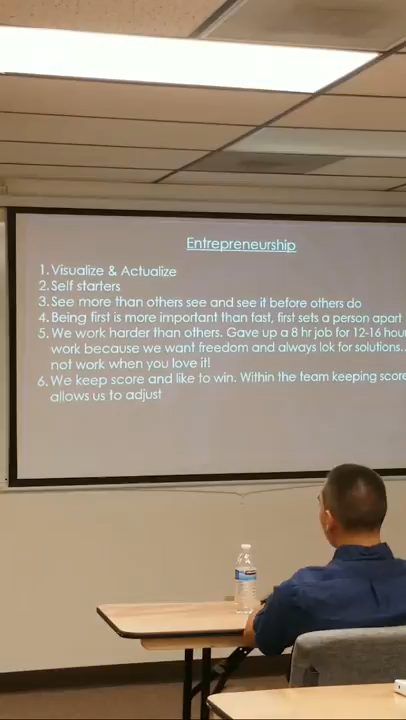 Entrepreneurship
1. Visualize & Actualize
2. Self starters
3. See more than others see and see it before others do
4. Being first is more important than fast, first sets a person apart
5. We work harder than others. Gave up a 8 hr job for 12-16 hour
work because we want freedom and always lok for solutions..
not work when you love it!
6. We keep score and like to win. Within the team keeping score
allows us to adjust